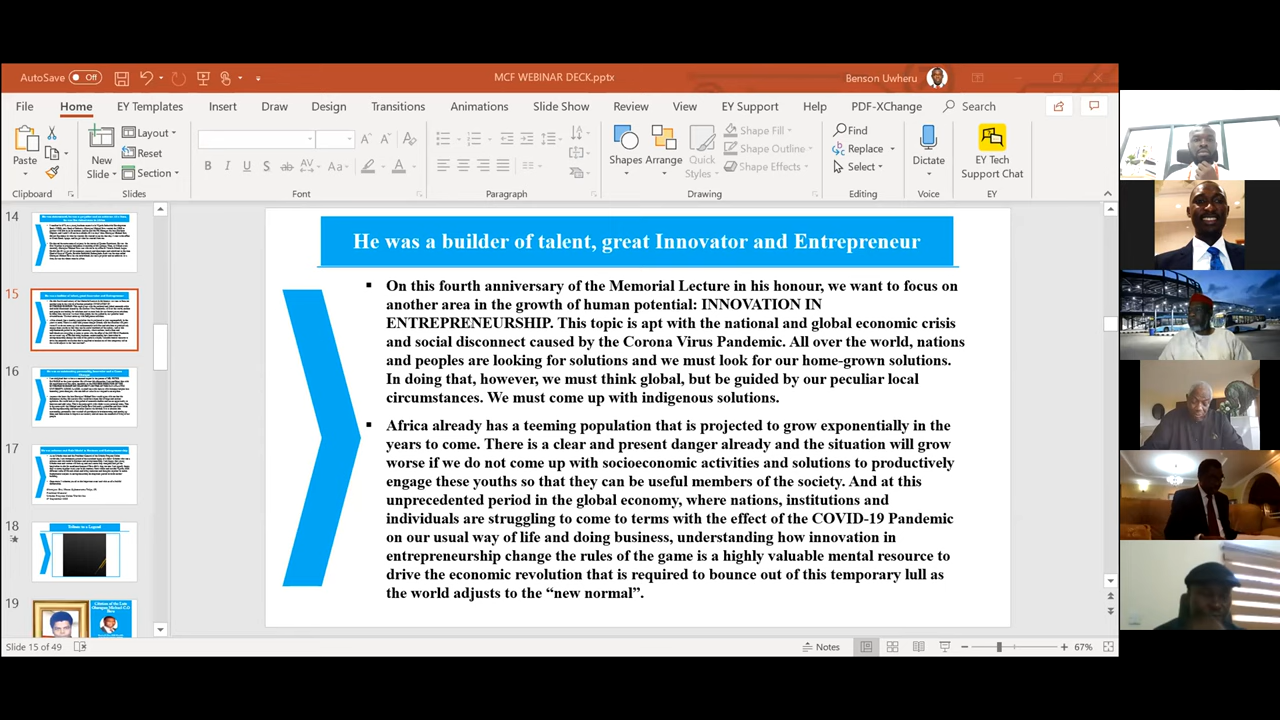 AutoSave Off
MCF WEBINAR DECK.pptx
Benson Uwheru
File Home EY Templates Insert Draw Design Transitions Animations Slide Show Review View EY Support Help PDF-XChange Search
Paste
New
Slide
Layout
Reset
Section
B I U S ab AV Aa A
Shapes
Arrange
Quick
Styles
Shape Fill
Shape Outline
Shape Effects
Find
Replace
Select
Dictate
EY Tech
Support Chat
Clipboard Slides Font Paragraph Drawing Editing Voice EY
14
15
16
17
18
Tribute to a Legend
19
He was a builder of talent, great Innovator and Entrepreneur
▪ On this fourth anniversary of the Memorial Lecture in his honour, we want to focus on
another area in the growth of human potential: INNOVATION IN
ENTREPRENEURSHIP. This topic is apt with the national and global economic crisis
and social disconnect caused by the Corona Virus Pandemic. All over the world, nations
and peoples are looking for solutions and we must look for our home-grown solutions.
In doing that, however, we must think global, but be guided by our peculiar local
circumstances. We must come up with indigenous solutions.
▪ Africa already has a teeming population that is projected to grow exponentially in the
years to come. There is a clear and present danger already and the situation will grow
worse if we do not come up with socioeconomic activities and solutions to productively
engage these youths so that they can be useful members of the society. And at this
unprecedented period in the global economy, where nations, institutions and
individuals are struggling to come to terms with the effect of the COVID-19 Pandemic
on our usual way of life and doing business, understanding how innovation in
entrepreneurship change the rules of the game is a highly valuable mental resource to
drive the economic revolution that is required to bounce out of this temporary lull as
the world adjusts to the “new normal”.
Slide 15 of 49
Notes
67%